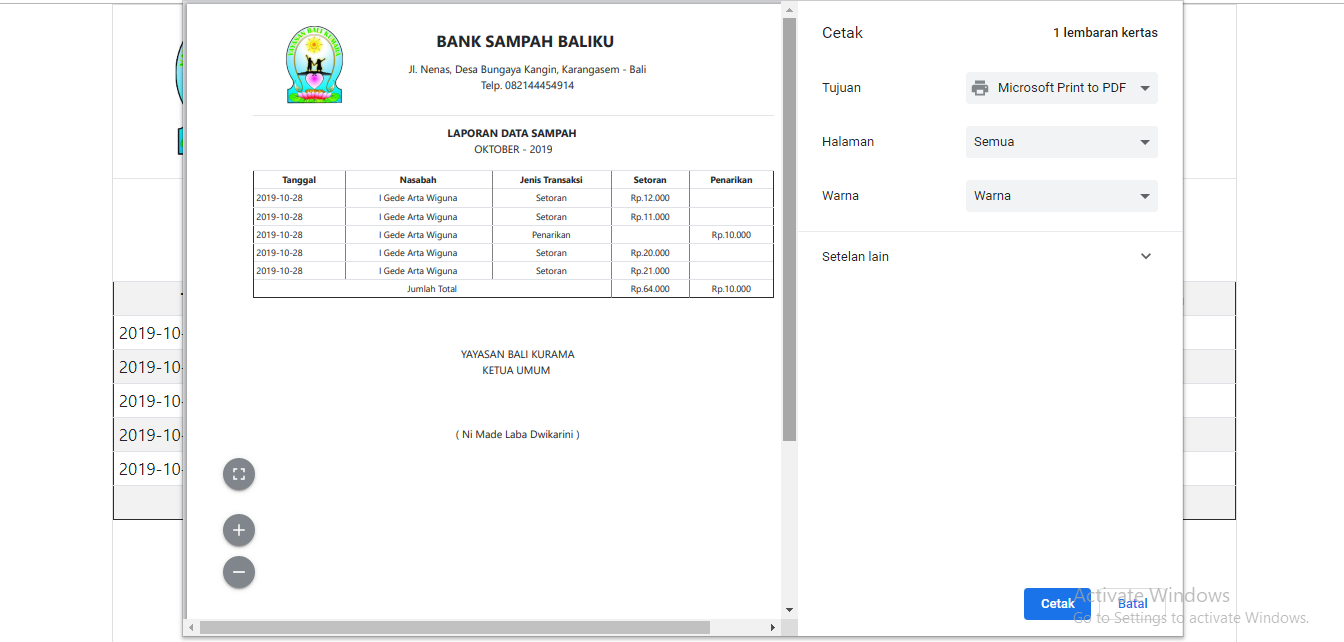 YAYASAN BALI KURAMA
BANK SAMPAH BALIKU
Jl. Nenas, Desa Bungaya Kangin, Karangasem - Bali
Telp. 082144454914
LAPORAN DATA SAMPAH
OKTOBER - 2019
Tanggal Nasabah Jenis Transaksi Setoran Penarikan
2019-10-28 I Gede Arta Wiguna Setoran Rp.12.000
2019-10-28 I Gede Arta Wiguna Setoran Rp.11.000
2019-10-28 I Gede Arta Wiguna Penarikan Rp.10.000
2019-10-28 I Gede Arta Wiguna Setoran Rp.20.000
2019-10-28 I Gede Arta Wiguna Setoran Rp.21.000
Jumlah Total Rp.64.000 Rp.10.000
YAYASAN BALI KURAMA
KETUA UMUM
( Ni Made Laba Dwikarini )
Cetak 1 lembaran kertas
Tujuan Microsoft Print to PDF
Halaman Semua
Warna Warna
Setelan lain
Cetak Batal
Activate Windows
Go to Settings to activate Windows.
2019-10-
2019-10-
2019-10-
2019-10-
2019-10-